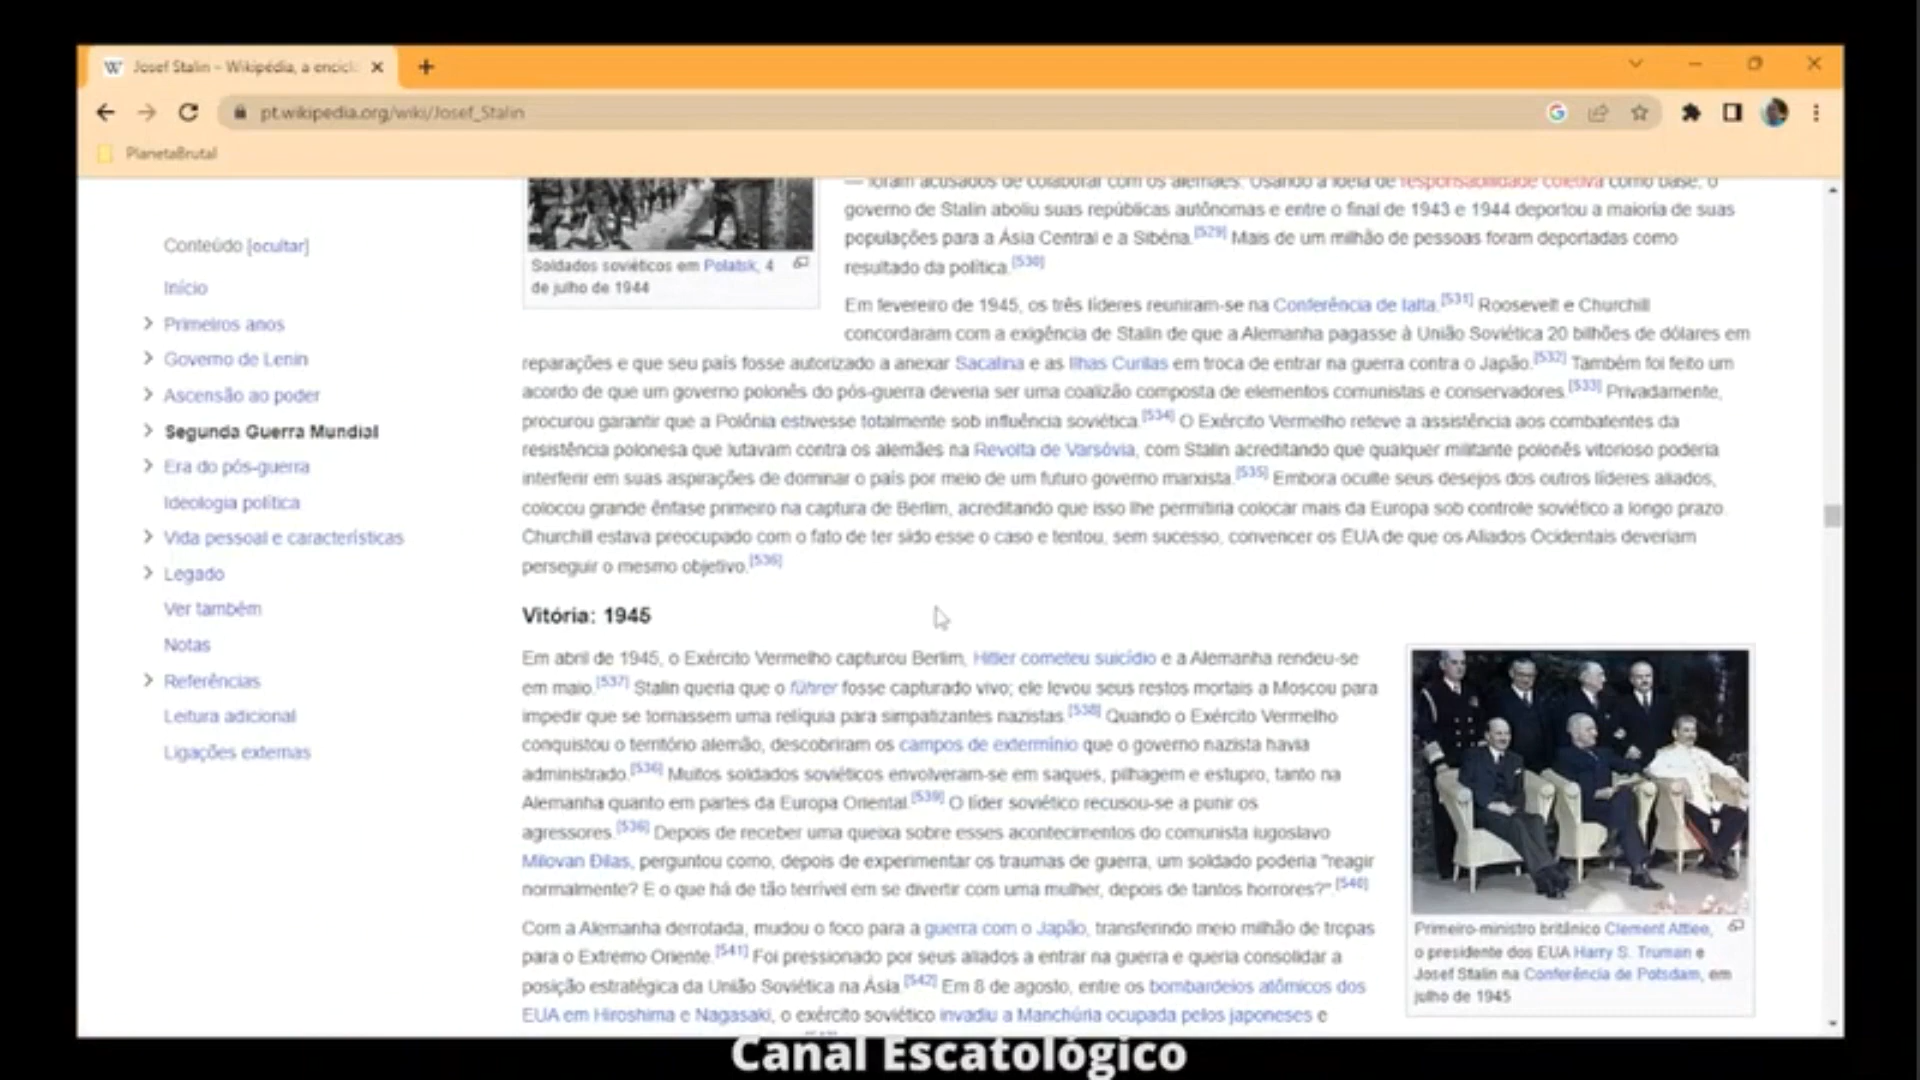 Josef Stalin – Wikipédia, a encicl
pt.wikipedia.org/wiki/Josef_Stalin
PlanetaBrutal
Conteúdo [ocultar]
Início
Primeiros anos
Governo de Lenin
Ascensão ao poder
Segunda Guerra Mundial
Era do pós-guerra
Ideologia política
Vida pessoal e características
Legado
Ver também
Notas
Referências
Leitura adicional
Ligações externas
Soldados soviéticos em Polatsk, 4
de julho de 1944
— foram acusados de colaborar com os alemães. Usando a ideia de responsabilidade coletiva como base, o
governo de Stalin aboliu suas repúblicas autônomas e entre o final de 1943 e 1944 deportou a maioria de suas
populações para a Ásia Central e a Sibéria.[529] Mais de um milhão de pessoas foram deportadas como
resultado da política.[530]
Em fevereiro de 1945, os três líderes reuniram-se na Conferência de Ialta.[531] Roosevelt e Churchill
concordaram com a exigência de Stalin de que a Alemanha pagasse à União Soviética 20 bilhões de dólares em
reparações e que seu país fosse autorizado a anexar Sacalina e as Ilhas Curilas em troca de entrar na guerra contra o Japão.[532] Também foi feito um
acordo de que um governo polonês do pós-guerra deveria ser uma coalizão composta de elementos comunistas e conservadores.[533] Privadamente,
procurou garantir que a Polônia estivesse totalmente sob influência soviética.[534] O Exército Vermelho reteve a assistência aos combatentes da
resistência polonesa que lutavam contra os alemães na Revolta de Varsóvia, com Stalin acreditando que qualquer militante polonês vitorioso poderia
interferir em suas aspirações de dominar o país por meio de um futuro governo marxista.[535] Embora oculte seus desejos dos outros líderes aliados,
colocou grande ênfase primeiro na captura de Berlim, acreditando que isso lhe permitiria colocar mais da Europa sob controle soviético a longo prazo.
Churchill estava preocupado com o fato de ter sido esse o caso e tentou, sem sucesso, convencer os EUA de que os Aliados Ocidentais deveriam
perseguir o mesmo objetivo.[536]
Vitória: 1945
Em abril de 1945, o Exército Vermelho capturou Berlim, Hitler cometeu suicídio e a Alemanha rendeu-se
em maio.[537] Stalin queria que o führer fosse capturado vivo; ele levou seus restos mortais a Moscou para
impedir que se tornassem uma relíquia para simpatizantes nazistas.[538] Quando o Exército Vermelho
conquistou o território alemão, descobriram os campos de extermínio que o governo nazista havia
administrado.[536] Muitos soldados soviéticos envolveram-se em saques, pilhagem e estupro, tanto na
Alemanha quanto em partes da Europa Oriental.[539] O líder soviético recusou-se a punir os
agressores.[536] Depois de receber uma queixa sobre esses acontecimentos do comunista iugoslavo
Milovan Đilas, perguntou como, depois de experimentar os traumas de guerra, um soldado poderia "reagir
normalmente? E o que há de tão terrível em se divertir com uma mulher, depois de tantos horrores?".[540]
Com a Alemanha derrotada, mudou o foco para a guerra com o Japão, transferindo meio milhão de tropas
para o Extremo Oriente.[541] Foi pressionado por seus aliados a entrar na guerra e queria consolidar a
posição estratégica da União Soviética na Ásia.[542] Em 8 de agosto, entre os bombardeios atômicos dos
EUA em Hiroshima e Nagasaki, o exército soviético invadiu a Manchúria ocupada pelos japoneses e
Primeiro-ministro britânico Clement Attlee,
o presidente dos EUA Harry S. Truman e
Josef Stalin na Conferência de Potsdam, em
julho de 1945
Canal Escatológico